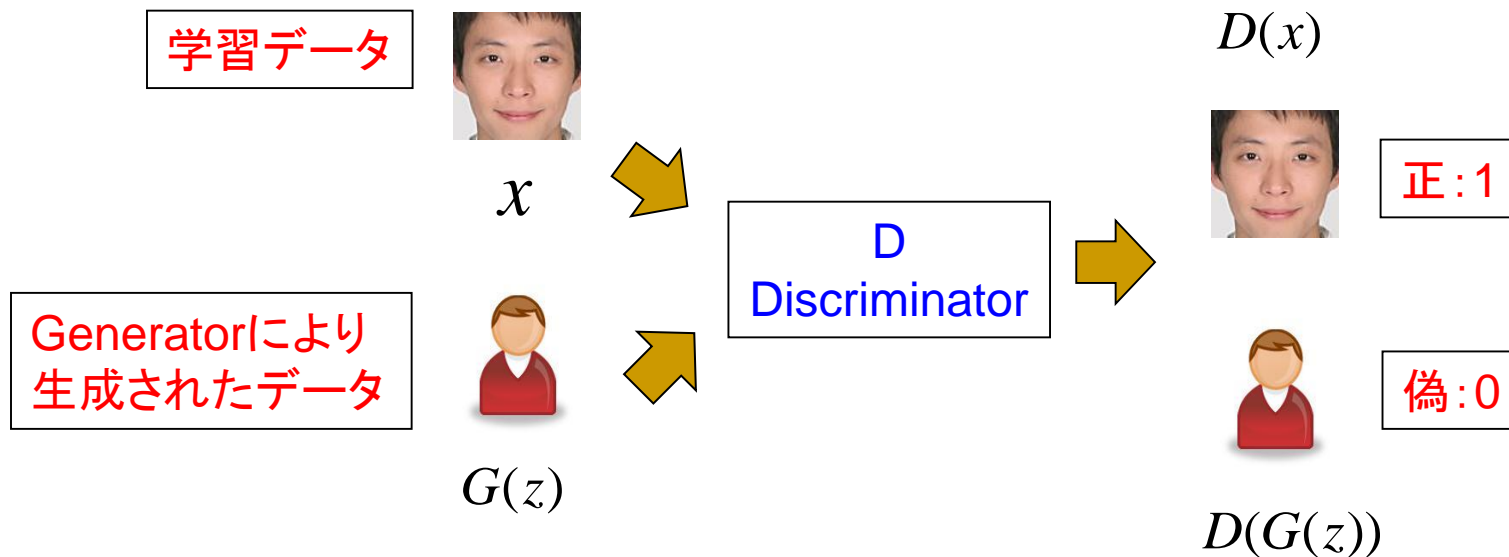 学習データ
x
Generatorにより
生成されたデータ
G(z)
D
Discriminator
D(x)
正:1
偽:0
D(G(z))